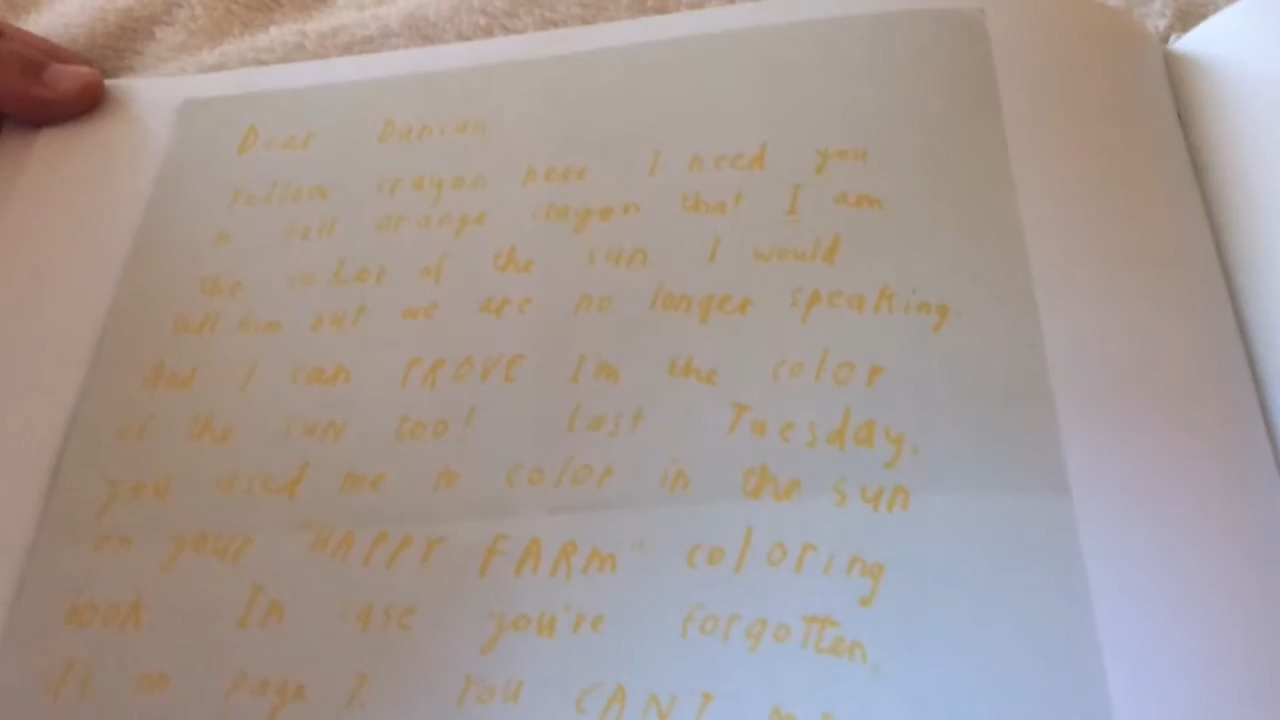 Dear Duncan
Yellow crayon here I need you
to tell orange crayon that I am
the color of the sun I would
tell him but we are no longer speaking.
And I can PROVE I'm the color
of the sun too! Last Tuesday,
you used me to color in the sun
on your "HAPPY FARM" coloring
book In case you're forgotten.
It's on page 7. You CAN'T